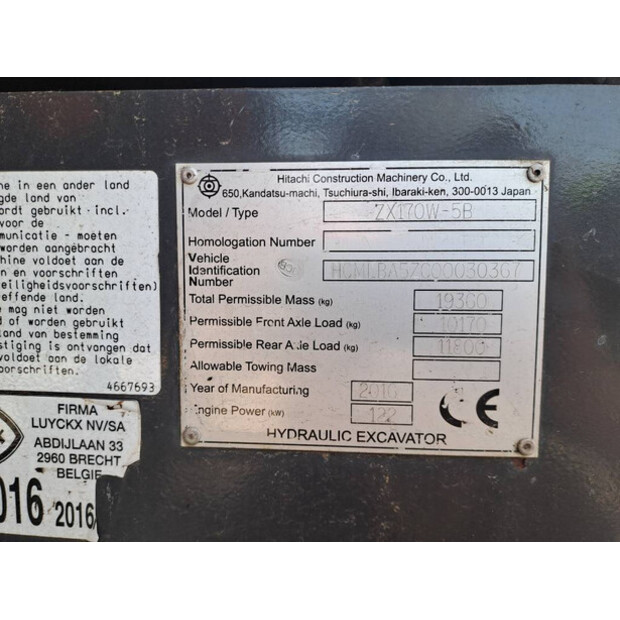 ne in een ander land
gde land van
ordt gebruikt -incl.
voor de
municatie - moeten
worden aangebracht
hine voldoet aan de
en voorschriften
eiligheidsvoorschriften)
effende land.
e mag niet worden
d of worden gebruikt
land van bestemming
stiging is ontvangen dat
voldoet aan de lokale
oorschriften.
4667693
FIRMA
LUYCKX NV/SA
ABDIJLAAN 33
2960 BRECHT
BELGIE
016 2016
Hitachi Construction Machinery Co., Ltd.
650,Kandatsu-machi, Tsuchiura-shi, Ibaraki-ken, 300-0013 Japan
Model / Type ZX170W-5B
Homologation Number
Vehicle
Identification HCMLBA57C00030367
Number
Total Permissible Mass (kg) 19360
Permissible Front Axle Load (kg) 10170
Permissible Rear Axle Load (kg) 11800
Allowable Towing Mass
Year of Manufacturing 2016
Engine Power (kW) 122
CE
HYDRAULIC EXCAVATOR